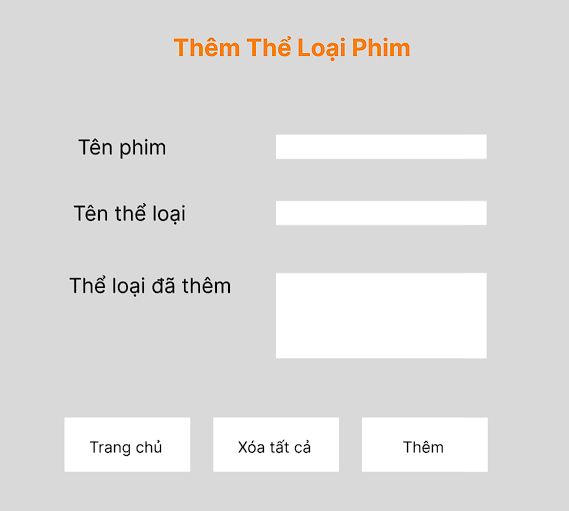 Thêm Thể Loại Phim
Tên phim
Tên thể loại
Thể loại đã thêm
Trang chủ
Xóa tất cả
Thêm